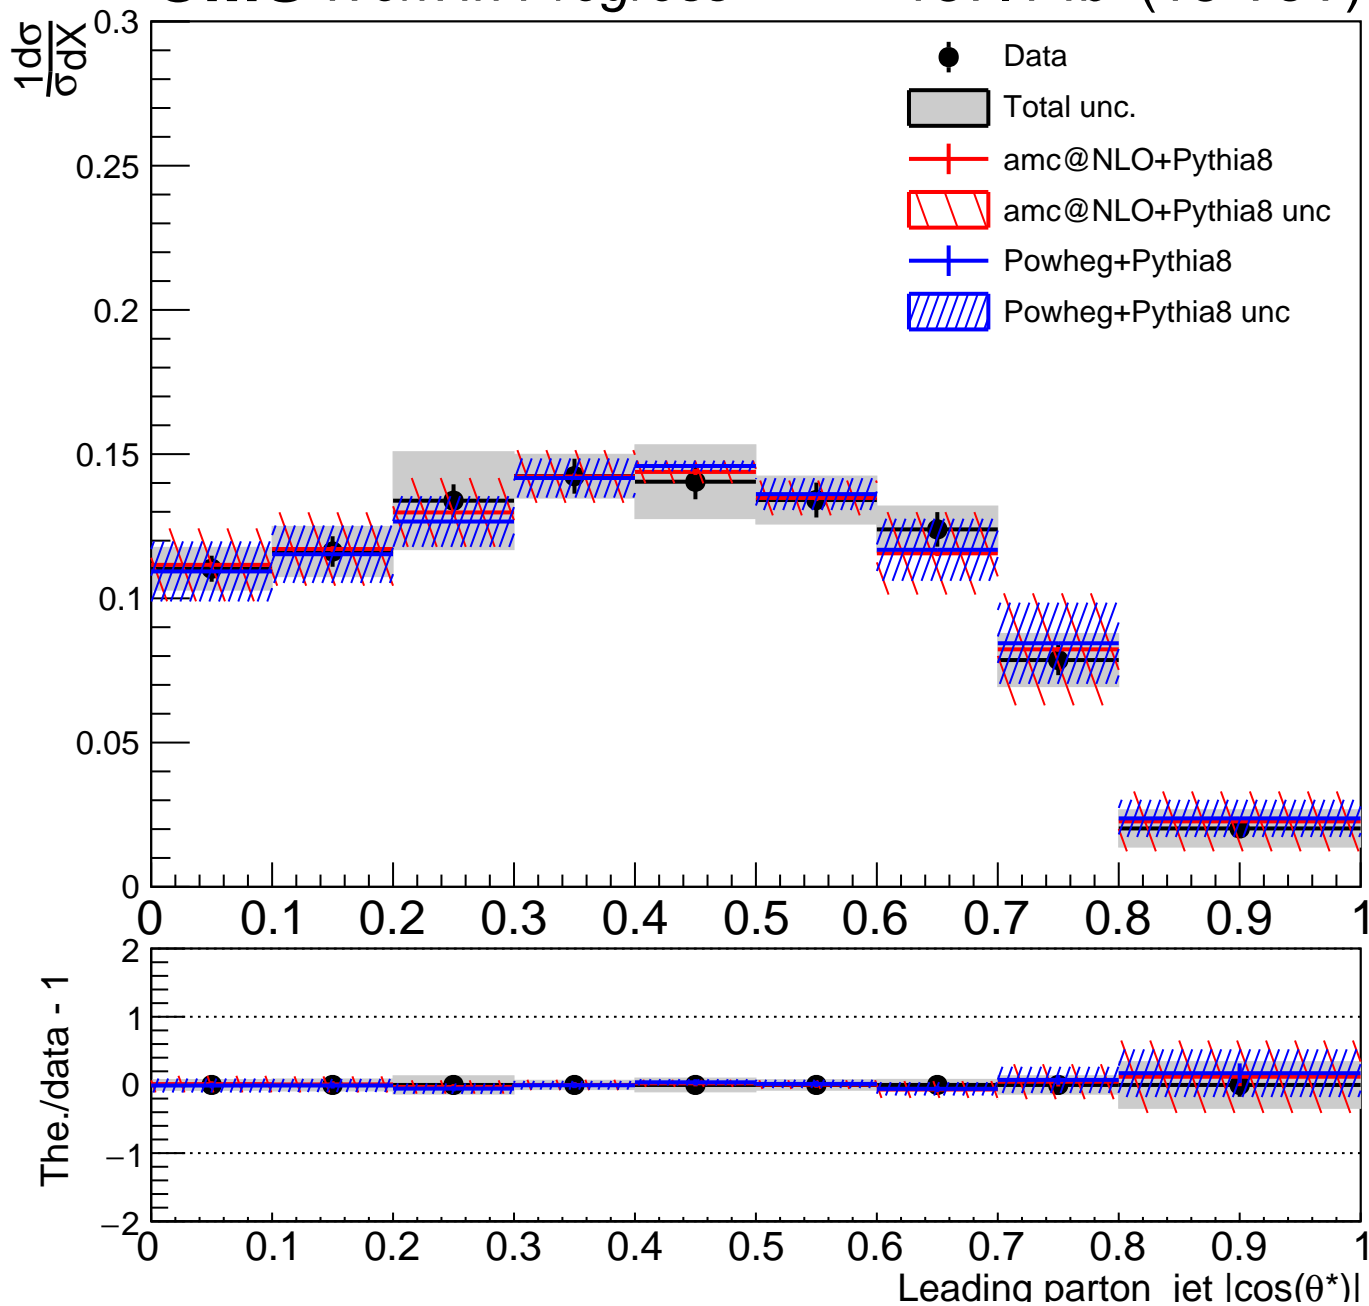 0.3
1dσ
σdX
Data
Total unc.
amc@NLO+Pythia8
amc@NLO+Pythia8 unc
Powheg+Pythia8
Powheg+Pythia8 unc
0.25
0.2
0.15
0.1
0.05
0
0 0.1 0.2 0.3 0.4 0.5 0.6 0.7 0.8 0.9 1
The./data - 1
2
1
0
−1
−2
0 0.1 0.2 0.3 0.4 0.5 0.6 0.7 0.8 0.9 1
Leading parton jet |cos(θ*)|